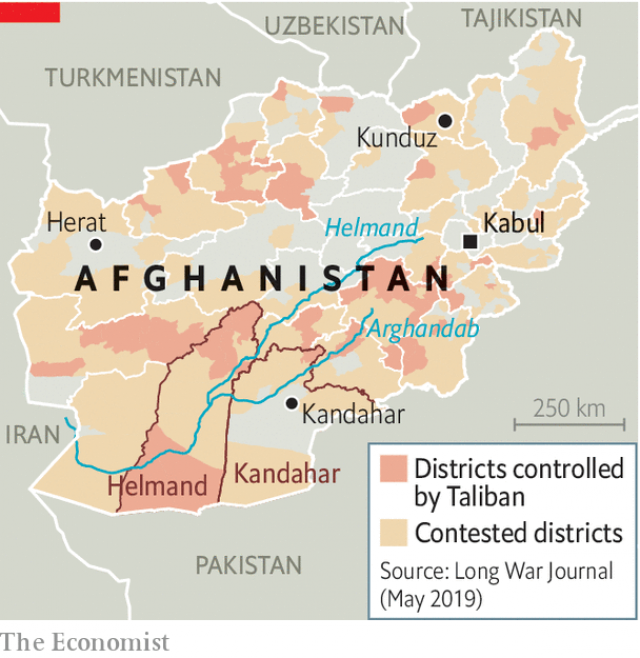 UZBEKISTAN
TAJIKISTAN
TURKMENISTAN
Kunduz
Herat
Helmand
Kabul
AFGHANISTAN
Arghandab
Kandahar
250 km
IRAN
Helmand
Kandahar
PAKISTAN
Districts controlled
by Taliban
Contested districts
Source: Long War Journal
(May 2019)
The Economist